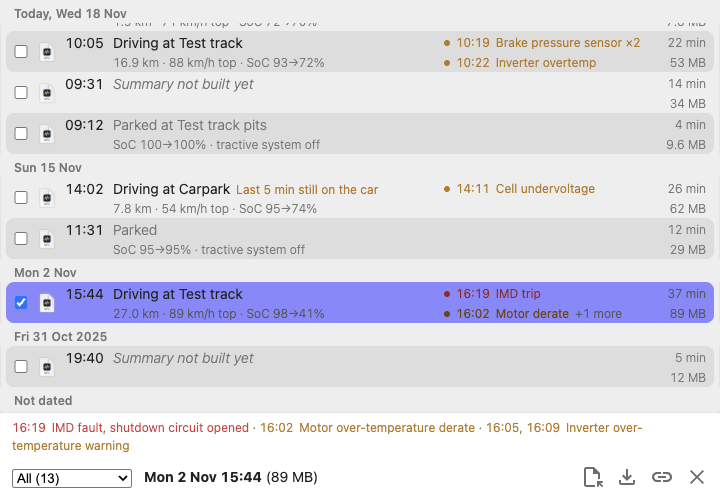 Today, Wed 18 Nov
10:05 Driving at Test track 10:19 Brake pressure sensor ×2 22 min
16.9 km · 88 km/h top · SoC 93→72% 10:22 Inverter overtemp 53 MB
09:31 Summary not built yet 14 min
34 MB
09:12 Parked at Test track pits 4 min
SoC 100→100% · tractive system off 9.6 MB
Sun 15 Nov
14:02 Driving at Carpark Last 5 min still on the car 14:11 Cell undervoltage 26 min
7.8 km · 54 km/h top · SoC 95→74% 62 MB
11:31 Parked 12 min
SoC 95→95% · tractive system off 29 MB
Mon 2 Nov
15:44 Driving at Test track 16:19 IMD trip 37 min
27.0 km · 89 km/h top · SoC 98→41% 16:02 Motor derate +1 more 89 MB
Fri 31 Oct 2025
19:40 Summary not built yet 5 min
12 MB
Not dated
16:19 IMD fault, shutdown circuit opened · 16:02 Motor over-temperature derate · 16:05, 16:09 Inverter over-
temperature warning
All (13) Mon 2 Nov 15:44 (89 MB)